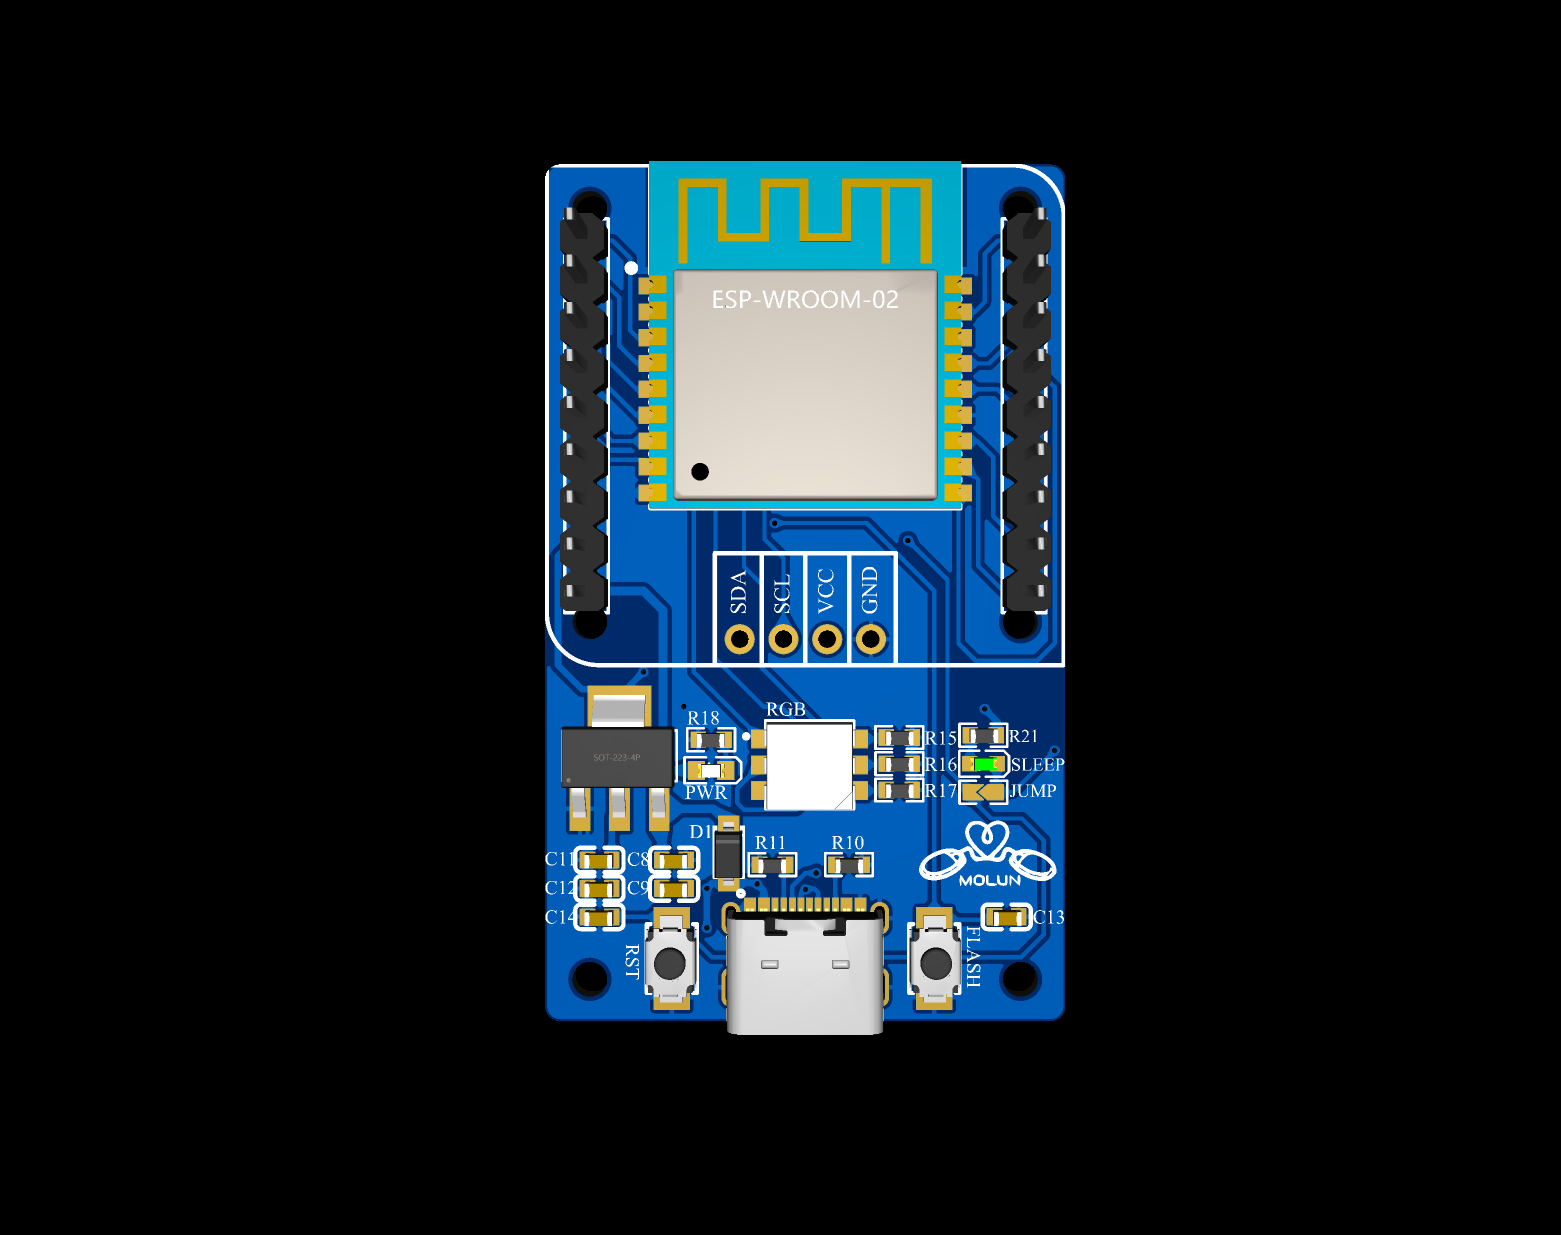 ESP-WROOM-02
SDA
SCL
VCC
GND
RGB
R18
R15
R21
SOT-223-4P
R16
SLEEP
PWR
R17
JUMP
D1
R11
R10
C11
C8
MOLUN
C12
C9
C14
C13
RST
FLASH